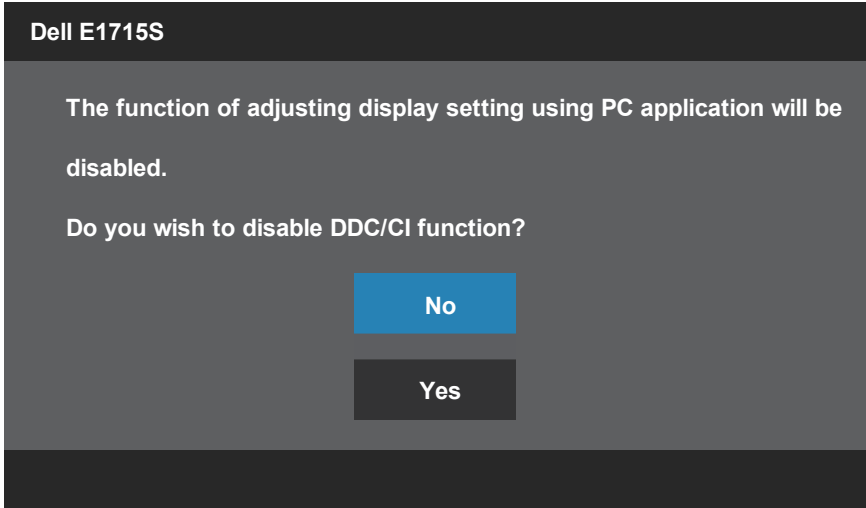 Dell E1715S
The function of adjusting display setting using PC application will be
disabled.
Do you wish to disable DDC/CI function?
No
Yes